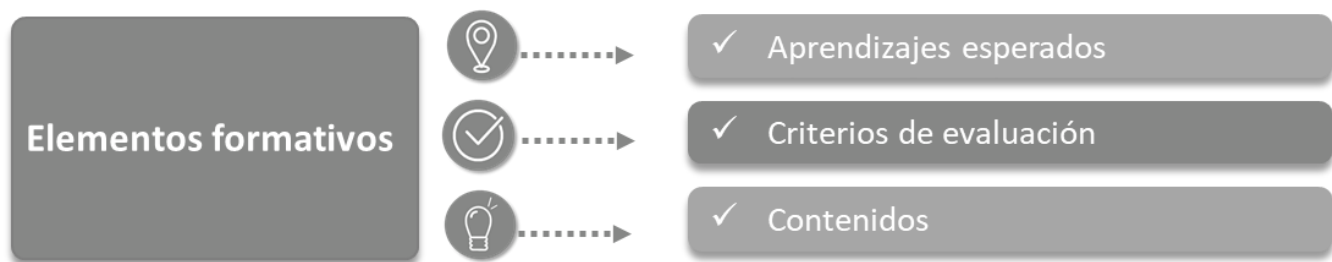 Elementos formativos
✓ Aprendizajes esperados
✓ Criterios de evaluación
✓ Contenidos